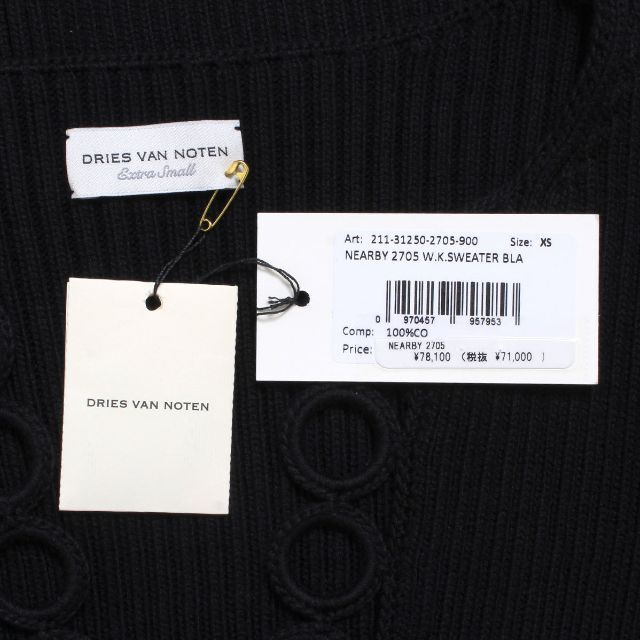 DRIES VAN NOTEN
Extra Small
DRIES VAN NOTEN
Art: 211-31250-2705-900 Size: XS
NEARBY 2705 W.K.SWEATER BLA
0 970457 957953
Comp: 100%CO
Price: NEARBY 2705
¥78,100 (税抜 ¥71,000 )